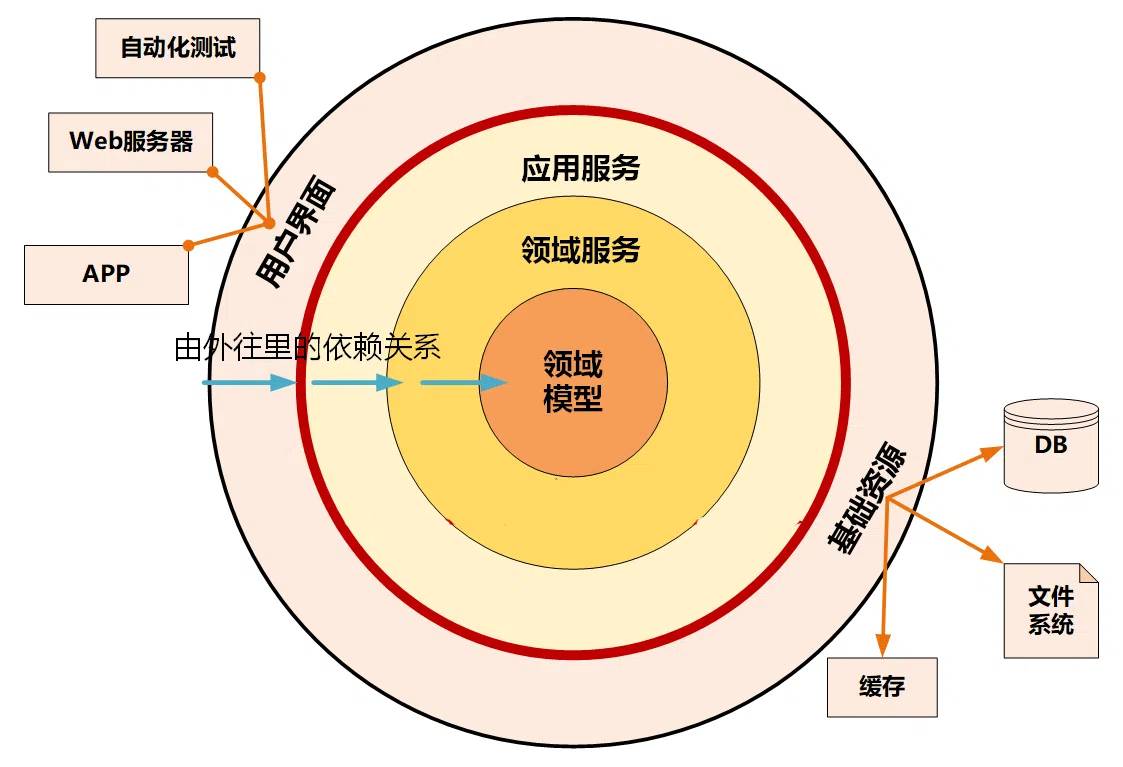 自动化测试
Web服务器
APP
用户界面
应用服务
领域服务
由外往里的依赖关系
领域
模型
基础资源
DB
文件
系统
缓存